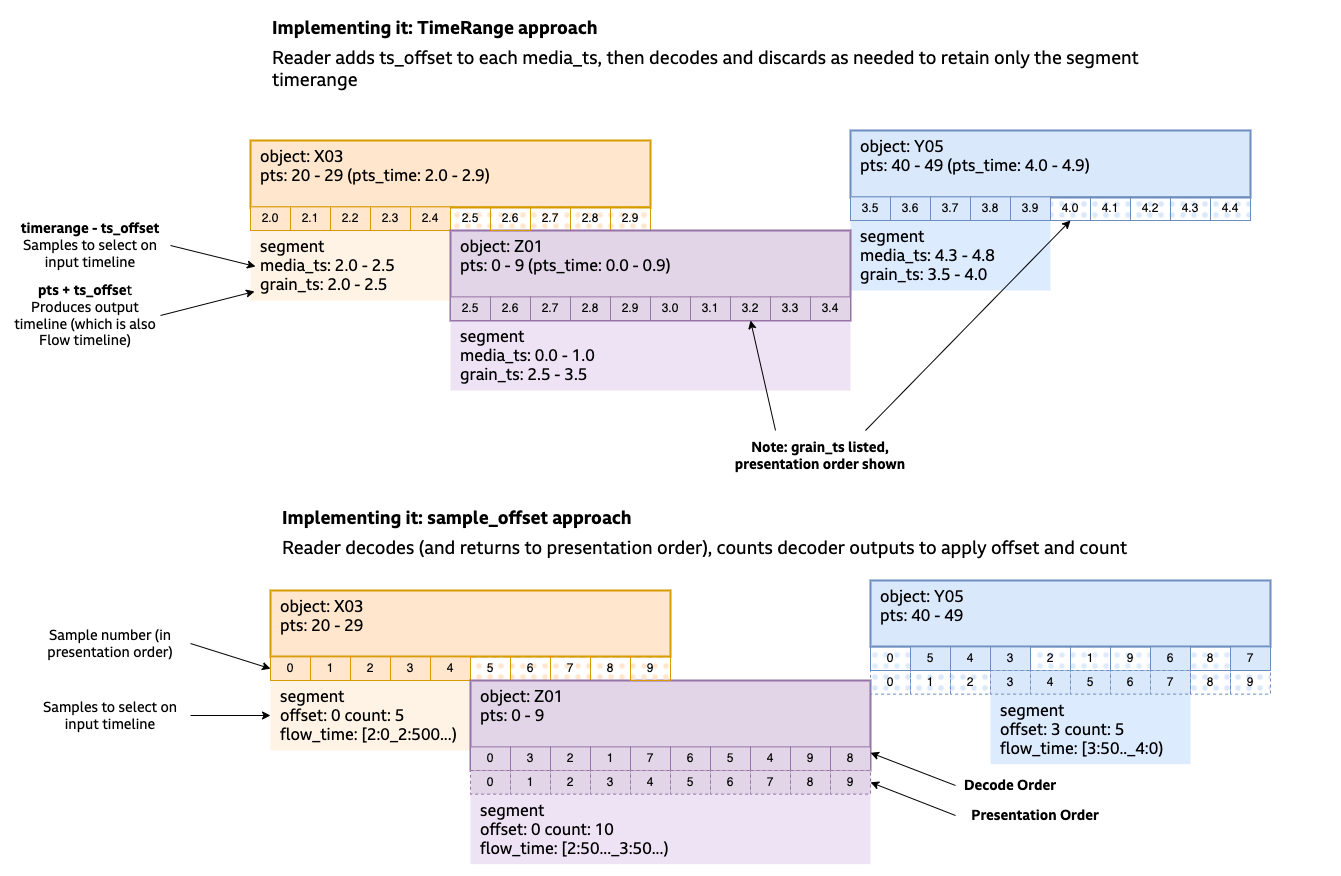 Implementing it: TimeRange approach
Reader adds ts_offset to each media_ts, then decodes and discards as needed to retain only the segment
timerange
object: X03
pts: 20 - 29 (pts_time: 2.0 - 2.9)
2.0 2.1 2.2 2.3 2.4 2.5 2.6 2.7 2.8 2.9
segment
media_ts: 2.0 - 2.5
grain_ts: 2.0 - 2.5
timerange - ts_offset
Samples to select on
input timeline
pts + ts_offset
Produces output
timeline (which is also
Flow timeline)
object: Z01
pts: 0 - 9 (pts_time: 0.0 - 0.9)
2.5 2.6 2.7 2.8 2.9 3.0 3.1 3.2 3.3 3.4
segment
media_ts: 0.0 - 1.0
grain_ts: 2.5 - 3.5
object: Y05
pts: 40 - 49 (pts_time: 4.0 - 4.9)
3.5 3.6 3.7 3.8 3.9 4.0 4.1 4.2 4.3 4.4
segment
media_ts: 4.3 - 4.8
grain_ts: 3.5 - 4.0
Note: grain_ts listed,
presentation order shown
Implementing it: sample_offset approach
Reader decodes (and returns to presentation order), counts decoder outputs to apply offset and count
object: X03
pts: 20 - 29
0 1 2 3 4 5 6 7 8 9
segment
offset: 0 count: 5
flow_time: [2:0_2:500...)
Sample number (in
presentation order)
Samples to select on
input timeline
object: Z01
pts: 0 - 9
0 3 2 1 7 6 5 4 9 8
0 1 2 3 4 5 6 7 8 9
segment
offset: 0 count: 10
flow_time: [2:50..._3:50...)
object: Y05
pts: 40 - 49
0 5 4 3 2 1 9 6 8 7
0 1 2 3 4 5 6 7 8 9
segment
offset: 3 count: 5
flow_time: [3:50.._4:0)
Decode Order
Presentation Order